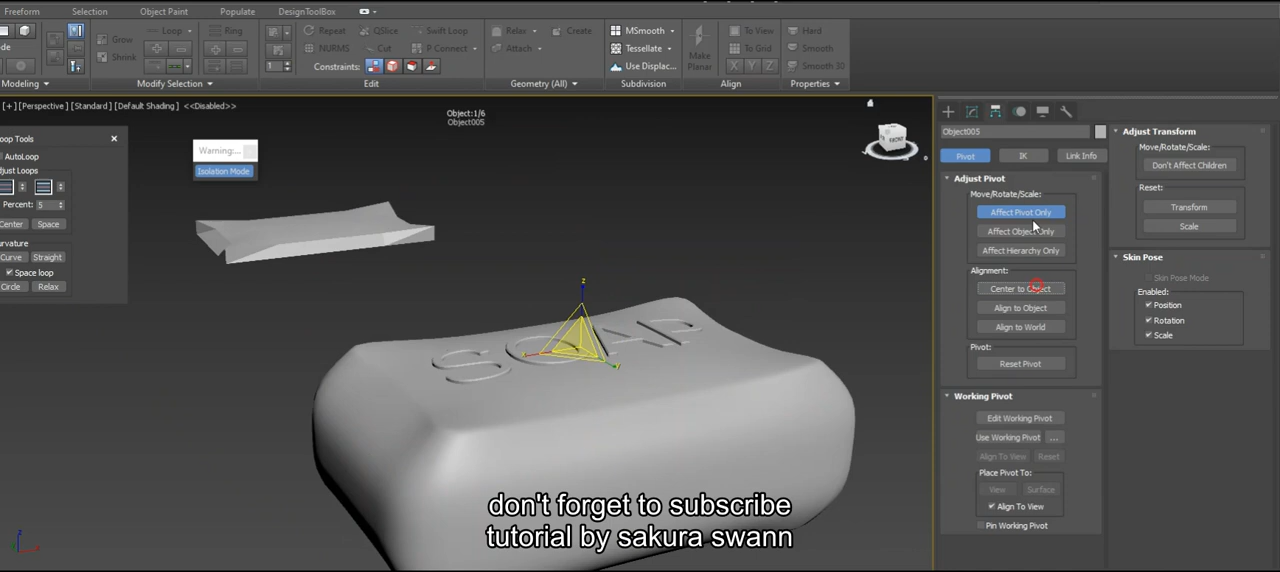 Freeform Selection Object Paint Populate DesignToolBox
Grow
Shrink
Loop
Ring
Repeat QSlice Swift Loop
NURMS Cut P Connect
1 Constraints:
Relax Create
Attach
MSmooth
Tessellate
Use Displac...
Make
Planar
To View
To Grid
X Y Z
Hard
Smooth
Smooth 30
Modeling Modify Selection Edit Geometry (All) Subdivision Align Properties
[+] [Perspective] [Standard] [Default Shading] <<Disabled>>
Object:1/6
Object005
oop Tools
AutoLoop
djust Loops
Percent: 5
Center Space
urvature
Curve Straight
Space loop
Circle Relax
Warning:...
Isolation Mode
FRONT
z
x
y
SOAP
z
x
Object005
Pivot IK Link Info
Adjust Pivot
Move/Rotate/Scale:
Affect Pivot Only
Affect Object Only
Affect Hierarchy Only
Alignment:
Center to Object
Align to Object
Align to World
Pivot:
Reset Pivot
Working Pivot
Edit Working Pivot
Use Working Pivot ...
Align To View Reset
Place Pivot To:
View Surface
Align To View
Pin Working Pivot
Adjust Transform
Move/Rotate/Scale:
Don't Affect Children
Reset:
Transform
Scale
Skin Pose
Skin Pose Mode
Enabled:
Position
Rotation
Scale
don't forget to subscribe
tutorial by sakura swann